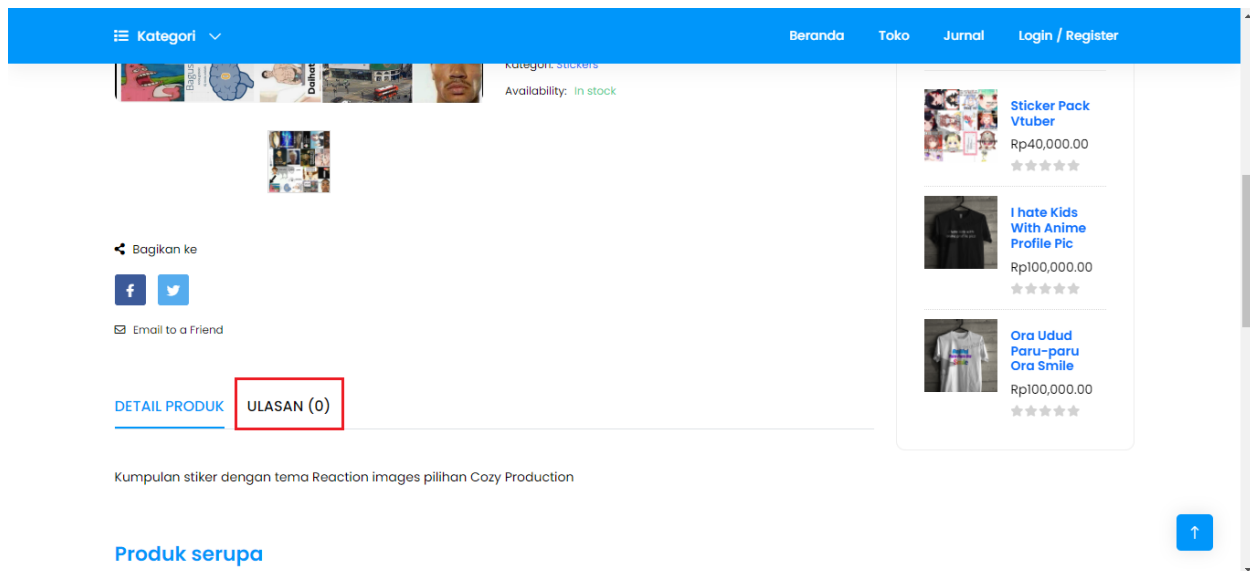 Kategori
Beranda
Toko
Jurnal
Login / Register
Bagus
Daihat
Kategori: Stickers
Availability: In stock
Bagikan ke
Email to a Friend
DETAIL PRODUK
ULASAN (0)
Kumpulan stiker dengan tema Reaction images pilihan Cozy Production
Produk serupa
Sticker Pack
Vtuber
Rp40,000.00
I hate Kids
With Anime
Profile Pic
Rp100,000.00
Ora Udud
Paru-paru
Ora Smile
Rp100,000.00